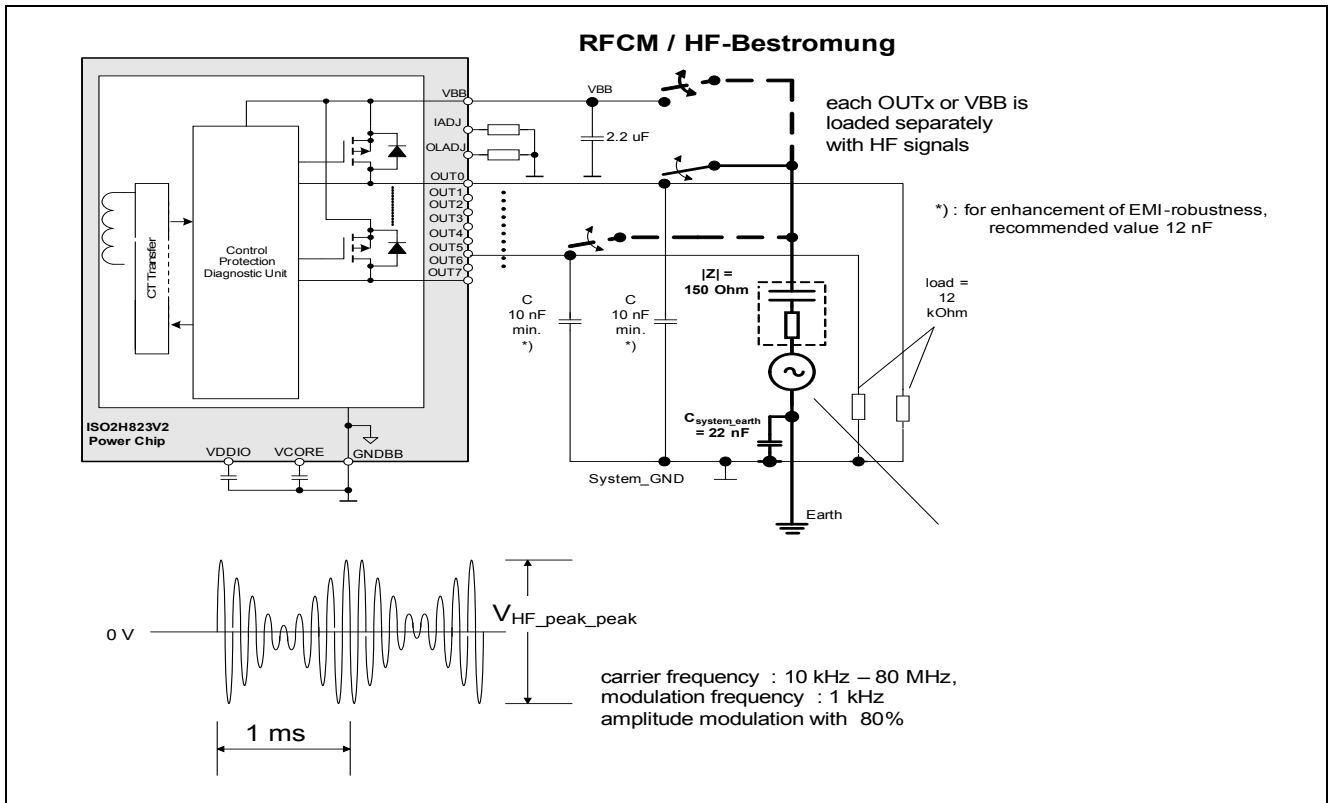 RFCM / HF-Bestromung
VBB
VBB
IADJ
2.2 uF
OLADJ
OUT0
OUT1
OUT2
OUT3
OUT4
OUT5
OUT6
OUT7
CT Transfer
Control
Protection
Diagnostic Unit
each OUTx or VBB is
loaded separately
with HF signals
*) : for enhancement of EMI-robustness,
recommended value 12 nF
|Z| =
150 Ohm
load =
12
kOhm
C
10 nF
min.
*)
C
10 nF
min.
*)
~
Csystem_earth
= 22 nF
ISO2H823V2
Power Chip
VDDIO
VCORE
GNDBB
System_GND
Earth
0 V
VHF_peak_peak
1 ms
carrier frequency : 10 kHz – 80 MHz,
modulation frequency : 1 kHz
amplitude modulation with 80%